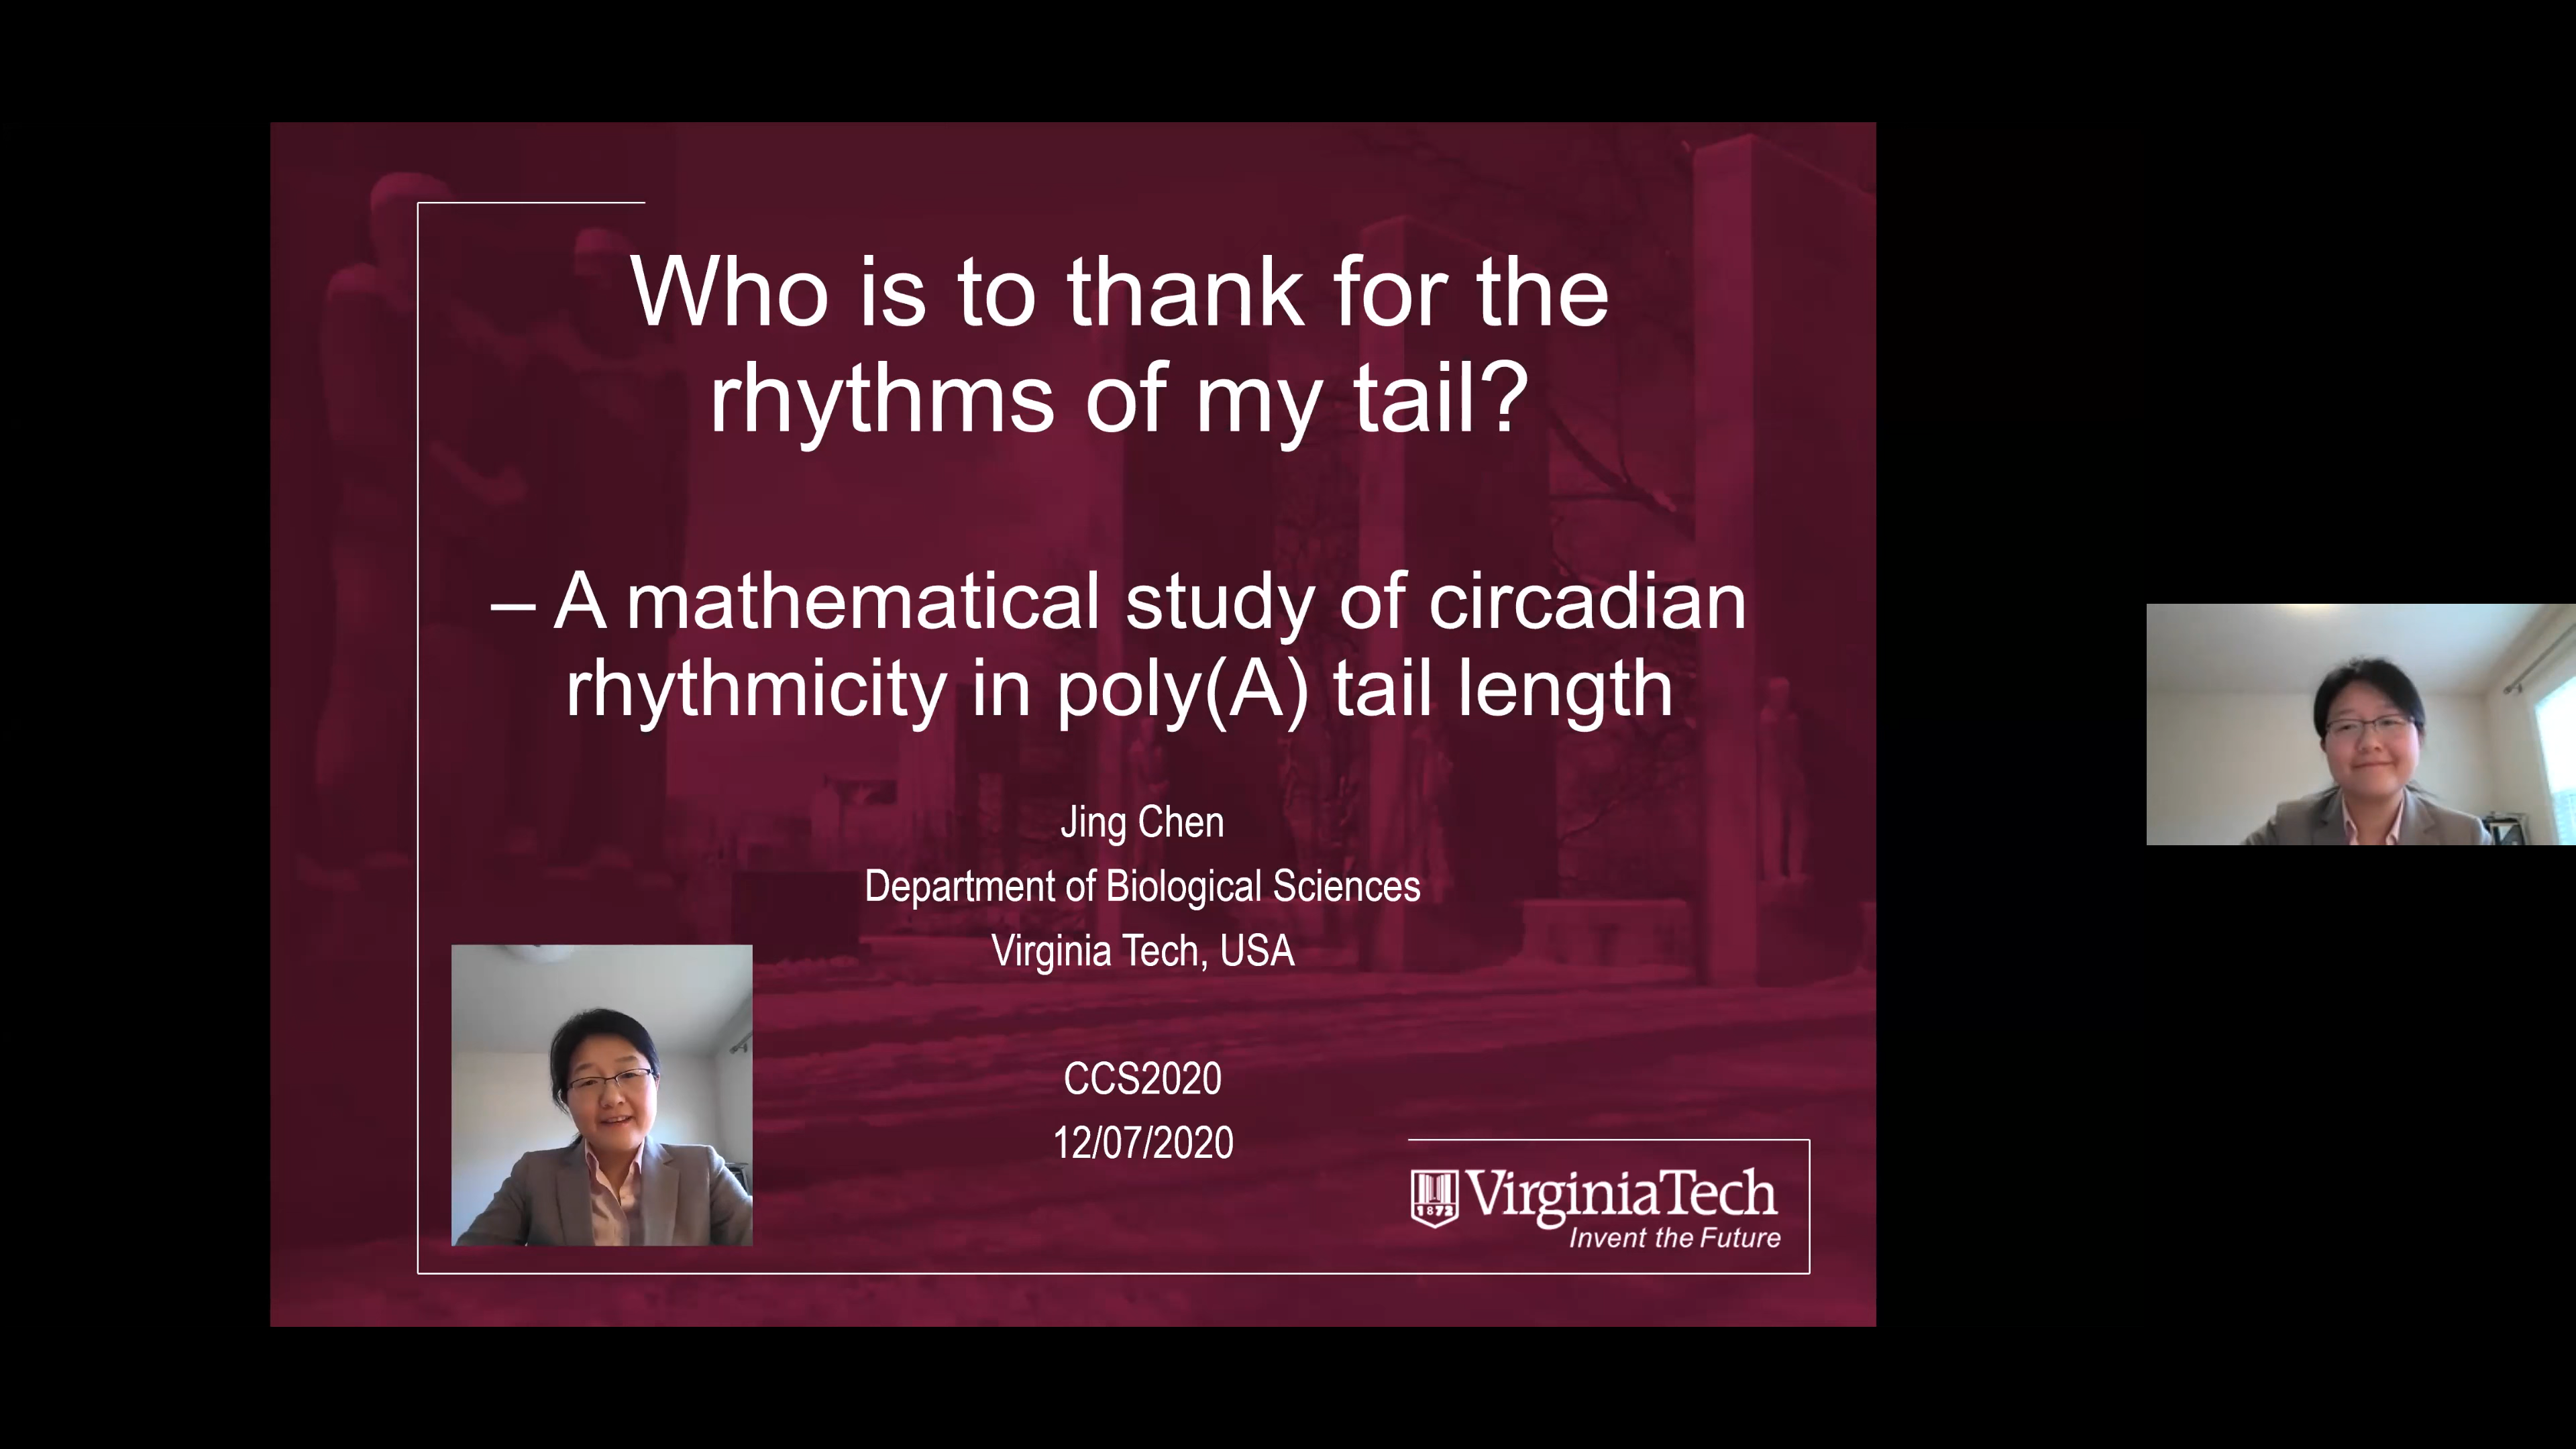 Who is to thank for the
rhythms of my tail?
– A mathematical study of circadian
rhythmicity in poly(A) tail length
Jing Chen
Department of Biological Sciences
Virginia Tech, USA
CCS2020
12/07/2020
1872
VirginiaTech
Invent the Future